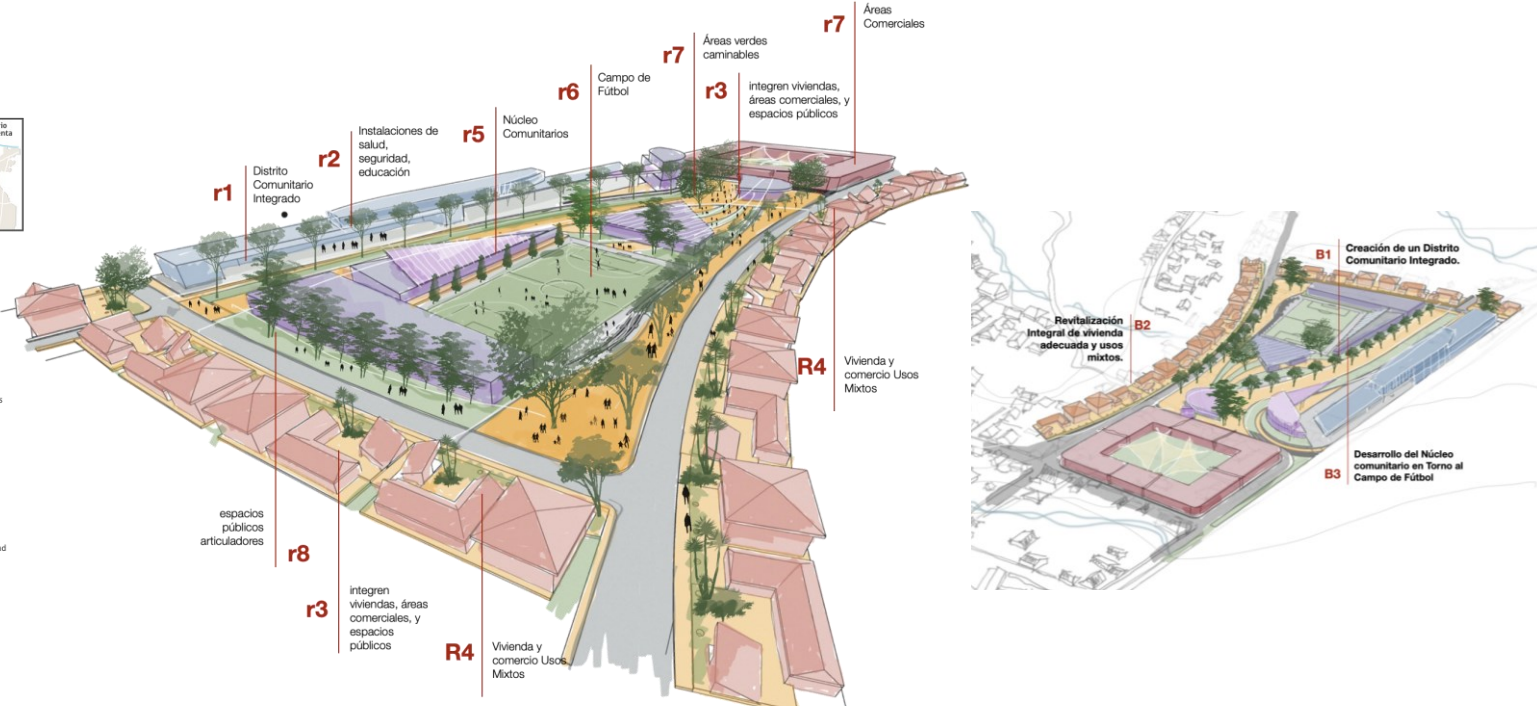 r7
Áreas
Comerciales
r7
Áreas verdes
caminables
r6
Campo de
Fútbol
r3
integren viviendas,
áreas comerciales, y
espacios públicos
r5
Núcleo
Comunitarios
r2
Instalaciones de
salud,
seguridad,
educación
r1
Distrito
Comunitario
Integrado
R4
Vivienda y
comercio Usos
Mixtos
espacios
públicos
articuladores
r8
r3
integren
viviendas, áreas
comerciales, y
espacios
públicos
R4
Vivienda y
comercio Usos
Mixtos
B1
Creación de un Distrito
Comunitario Integrado.
Revitalización
Integral de vivienda
adecuada y usos
mixtos.
B2
B3
Desarrollo del Núcleo
comunitario en Torno al
Campo de Fútbol